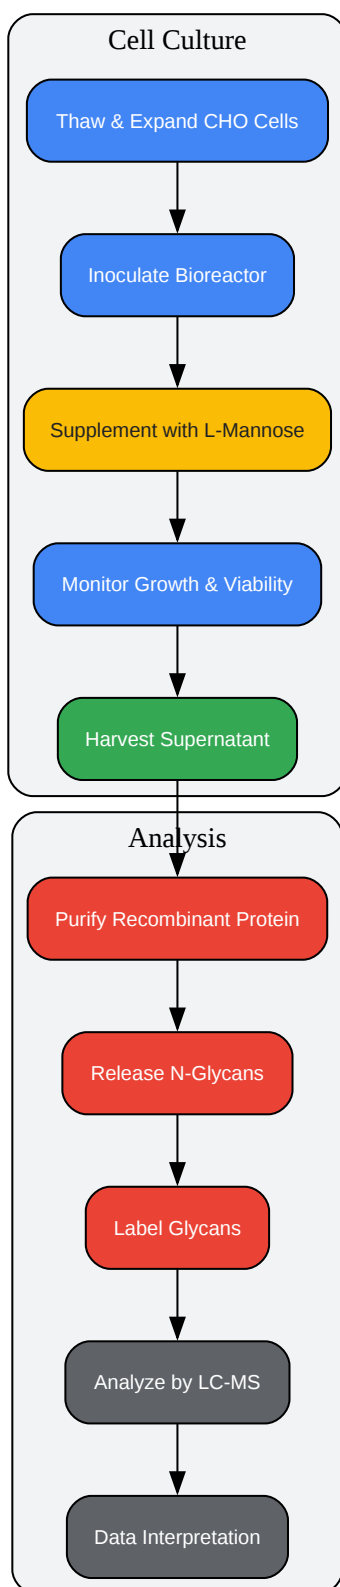 Cell Culture
Thaw & Expand CHO Cells
Inoculate Bioreactor
Supplement with L-Mannose
Monitor Growth & Viability
Harvest Supernatant
Analysis
Purify Recombinant Protein
Release N-Glycans
Label Glycans
Analyze by LC-MS
Data Interpretation